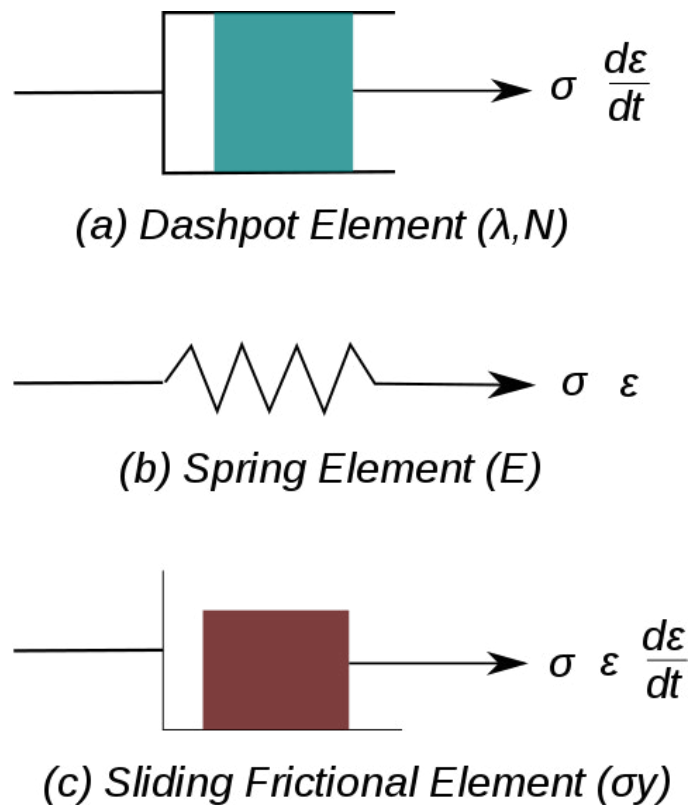 σ dε/dt
(a) Dashpot Element (λ,N)
σ ε
(b) Spring Element (E)
σ ε dε/dt
(c) Sliding Frictional Element (σy)